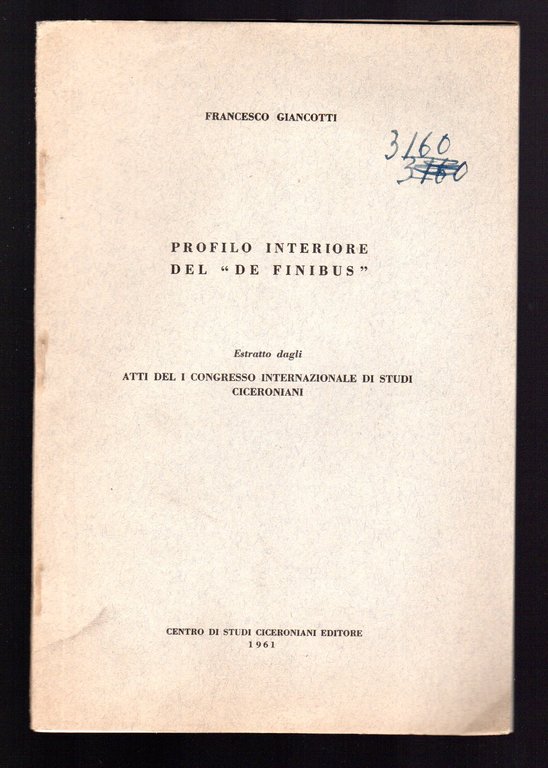 FRANCESCO GIANCOTTI
3160
3160
PROFILO INTERIORE
DEL “DE FINIBUS”
Estratto dagli
ATTI DEL I CONGRESSO INTERNAZIONALE DI STUDI
CICERONIANI
CENTRO DI STUDI CICERONIANI EDITORE
1961